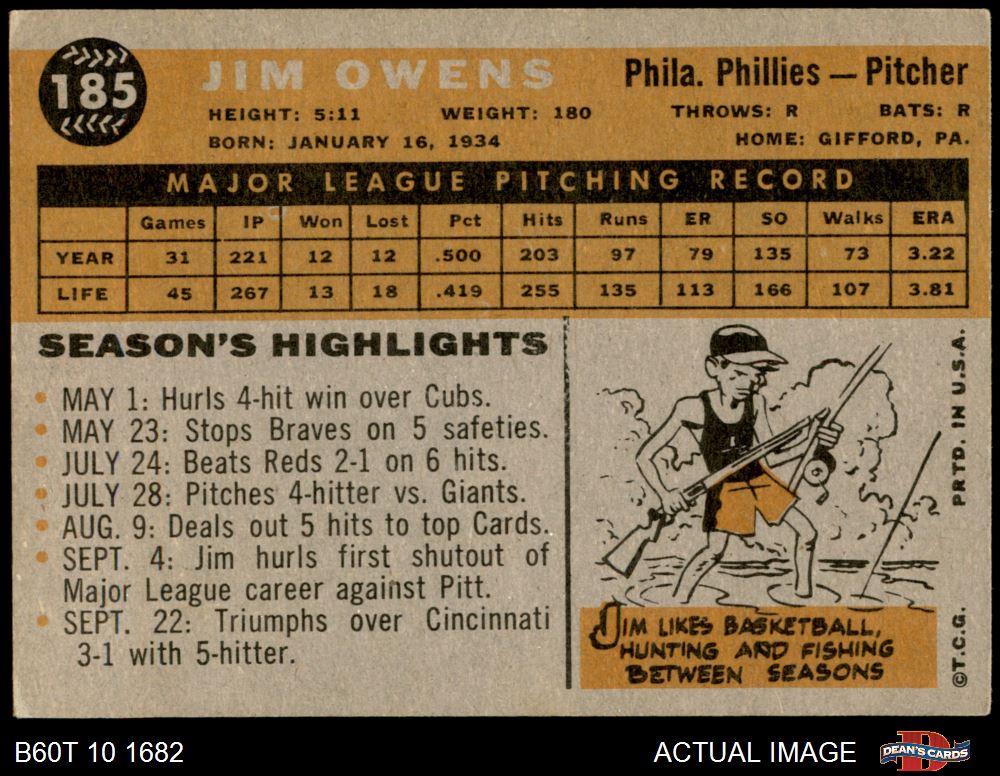 185
JIM OWENS
Phila. Phillies — Pitcher
HEIGHT: 5:11 WEIGHT: 180 THROWS: R BATS: R
BORN: JANUARY 16, 1934 HOME: GIFFORD, PA.
MAJOR LEAGUE PITCHING RECORD
Games IP Won Lost Pct Hits Runs ER SO Walks ERA
YEAR 31 221 12 12 .500 203 97 79 135 73 3.22
LIFE 45 267 13 18 .419 255 135 113 166 107 3.81
SEASON'S HIGHLIGHTS
• MAY 1: Hurls 4-hit win over Cubs.
• MAY 23: Stops Braves on 5 safeties.
• JULY 24: Beats Reds 2-1 on 6 hits.
• JULY 28: Pitches 4-hitter vs. Giants.
• AUG. 9: Deals out 5 hits to top Cards.
• SEPT. 4: Jim hurls first shutout of
Major League career against Pitt.
• SEPT. 22: Triumphs over Cincinnati
3-1 with 5-hitter.
JIM LIKES BASKETBALL,
HUNTING AND FISHING
BETWEEN SEASONS
©T.C.G. PRTD. IN U.S.A.
B60T 10 1682
ACTUAL IMAGE
DEAN'S CARDS